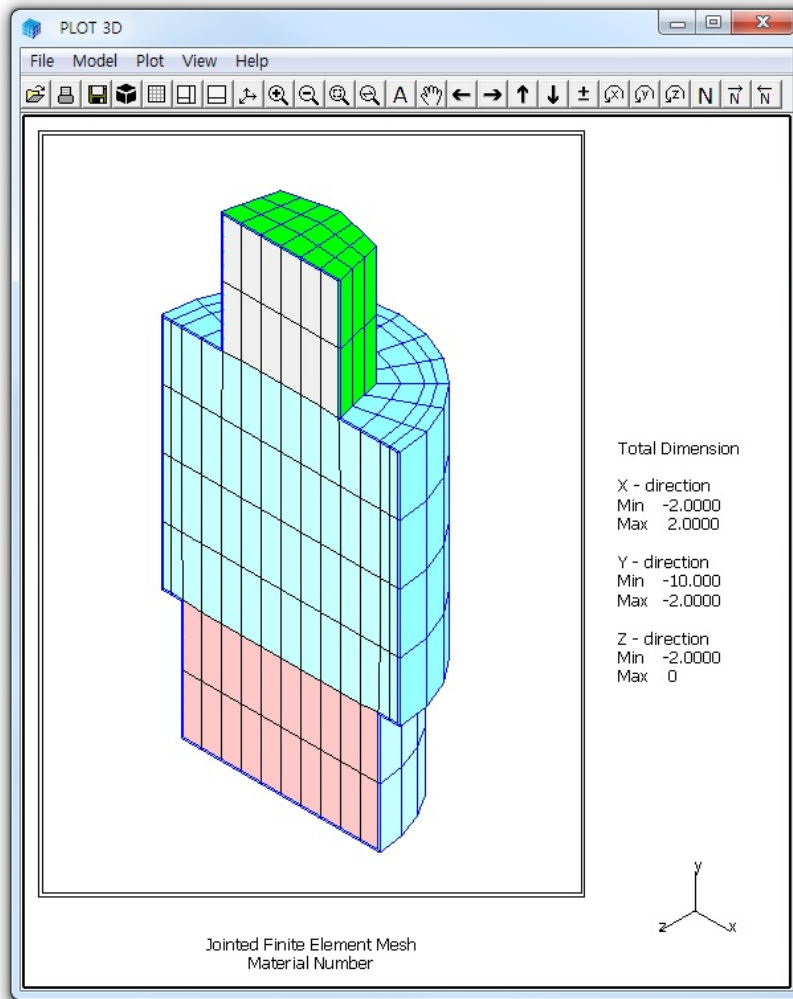 PLOT 3D
File Model Plot View Help
A N N N
Total Dimension
X - direction
Min -2.0000
Max 2.0000
Y - direction
Min -10.000
Max -2.0000
Z - direction
Min -2.0000
Max 0
y
z x
Jointed Finite Element Mesh
Material Number